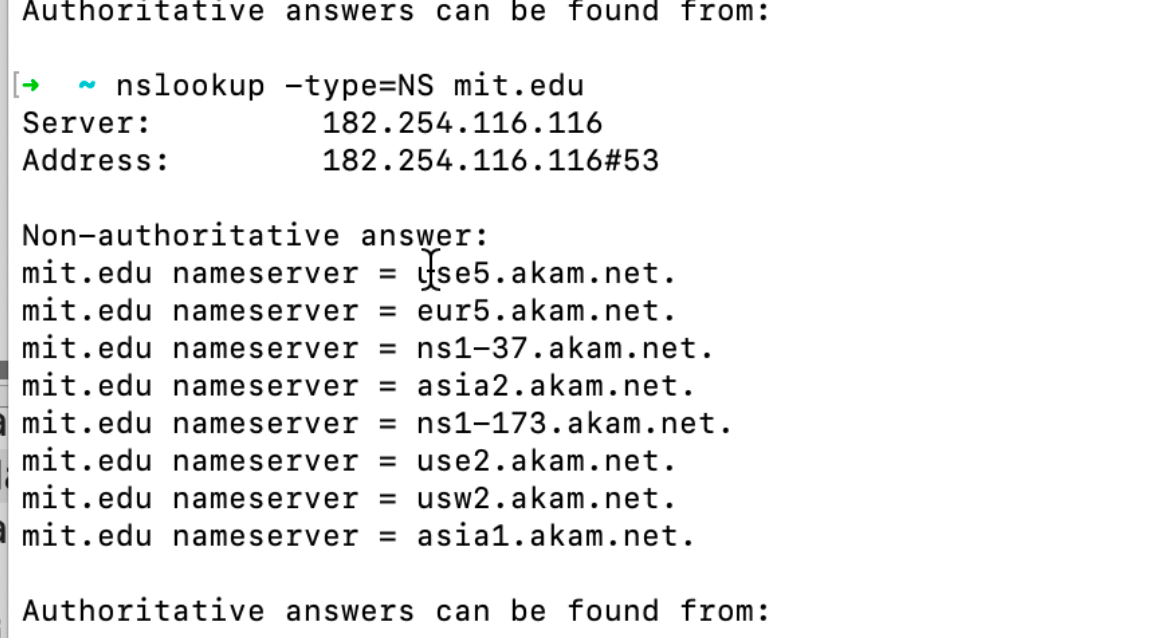 Authoritative answers can be found from:
[➜ ~ nslookup -type=NS mit.edu
Server: 182.254.116.116
Address: 182.254.116.116#53
Non-authoritative answer:
mit.edu nameserver = use5.akam.net.
mit.edu nameserver = eur5.akam.net.
mit.edu nameserver = ns1-37.akam.net.
mit.edu nameserver = asia2.akam.net.
mit.edu nameserver = ns1-173.akam.net.
mit.edu nameserver = use2.akam.net.
mit.edu nameserver = usw2.akam.net.
mit.edu nameserver = asia1.akam.net.
Authoritative answers can be found from: